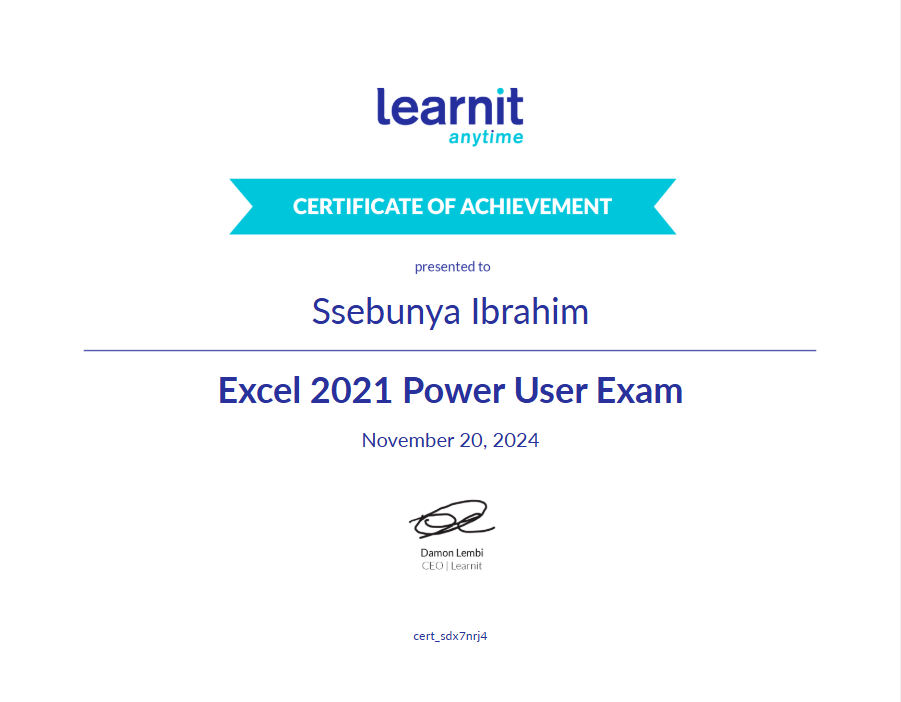 learnit
anytime
CERTIFICATE OF ACHIEVEMENT
presented to
Ssebunya Ibrahim
Excel 2021 Power User Exam
November 20, 2024
Damon Lembi
CEO | Learnit
cert_sdx7nrj4